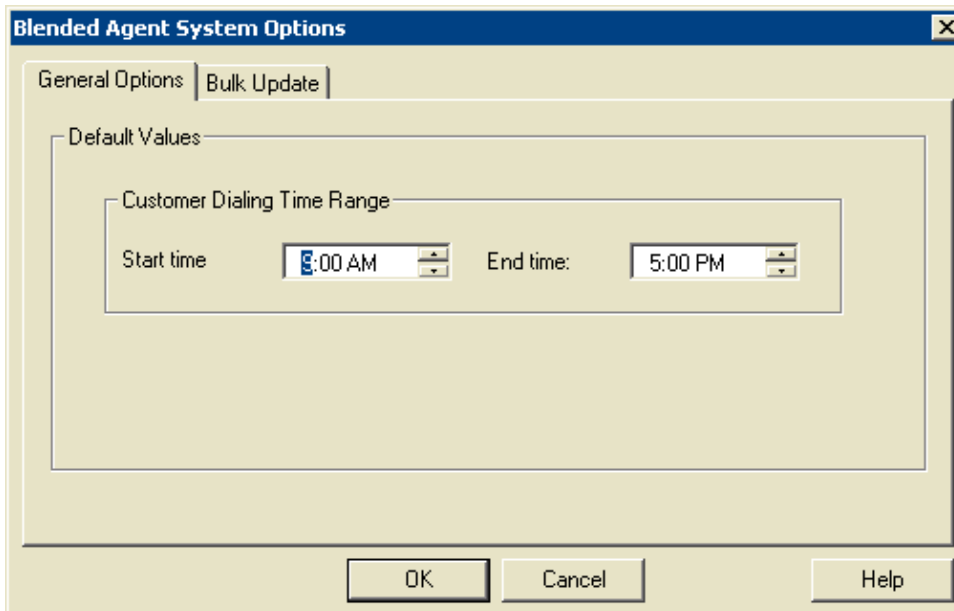 Blended Agent System Options
General Options Bulk Update
Default Values
Customer Dialing Time Range
Start time 9:00 AM End time: 5:00 PM
OK Cancel Help